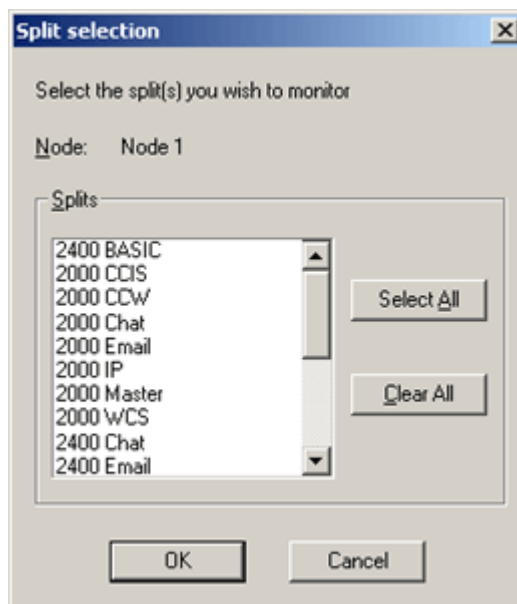 Split selection
Select the split(s) you wish to monitor
Node: Node 1
Splits
2400 BASIC
2000 CCIS
2000 CCW
2000 Chat
2000 Email
2000 IP
2000 Master
2000 WCS
2400 Chat
2400 Email
Select All
Clear All
OK
Cancel